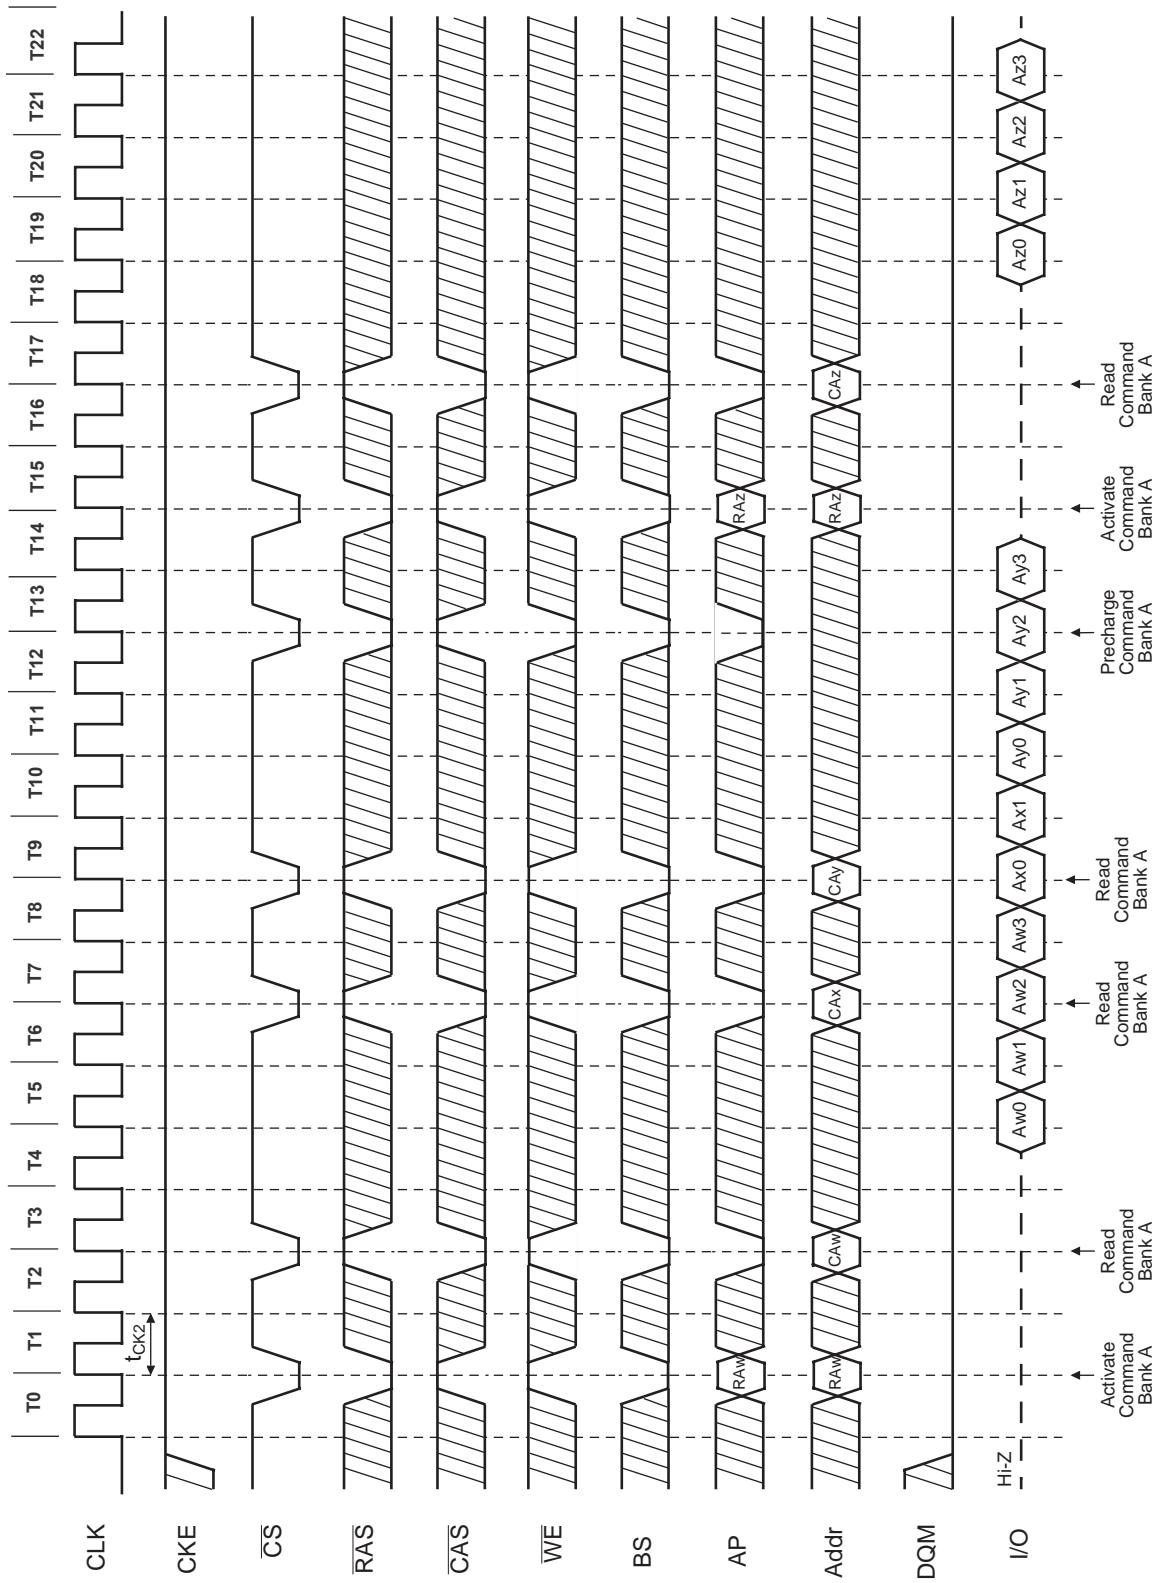 T0 T1 T2 T3 T4 T5 T6 T7 T8 T9 T10 T11 T12 T13 T14 T15 T16 T17 T18 T19 T20 T21 T22
CLK
tCK2
CKE
CS
RAS
CAS
WE
BS
AP
RAw RAz
Addr
RAw CAw CAx CAy RAz CAz
DQM
I/O
Hi-Z
Aw0 Aw1 Aw2 Aw3 Ax0 Ax1 Ay0 Ay1 Ay2 Ay3 Az0 Az1 Az2 Az3
Activate
Command
Bank A
Read
Command
Bank A
Read
Command
Bank A
Read
Command
Bank A
Precharge
Command
Bank A
Activate
Command
Bank A
Read
Command
Bank A